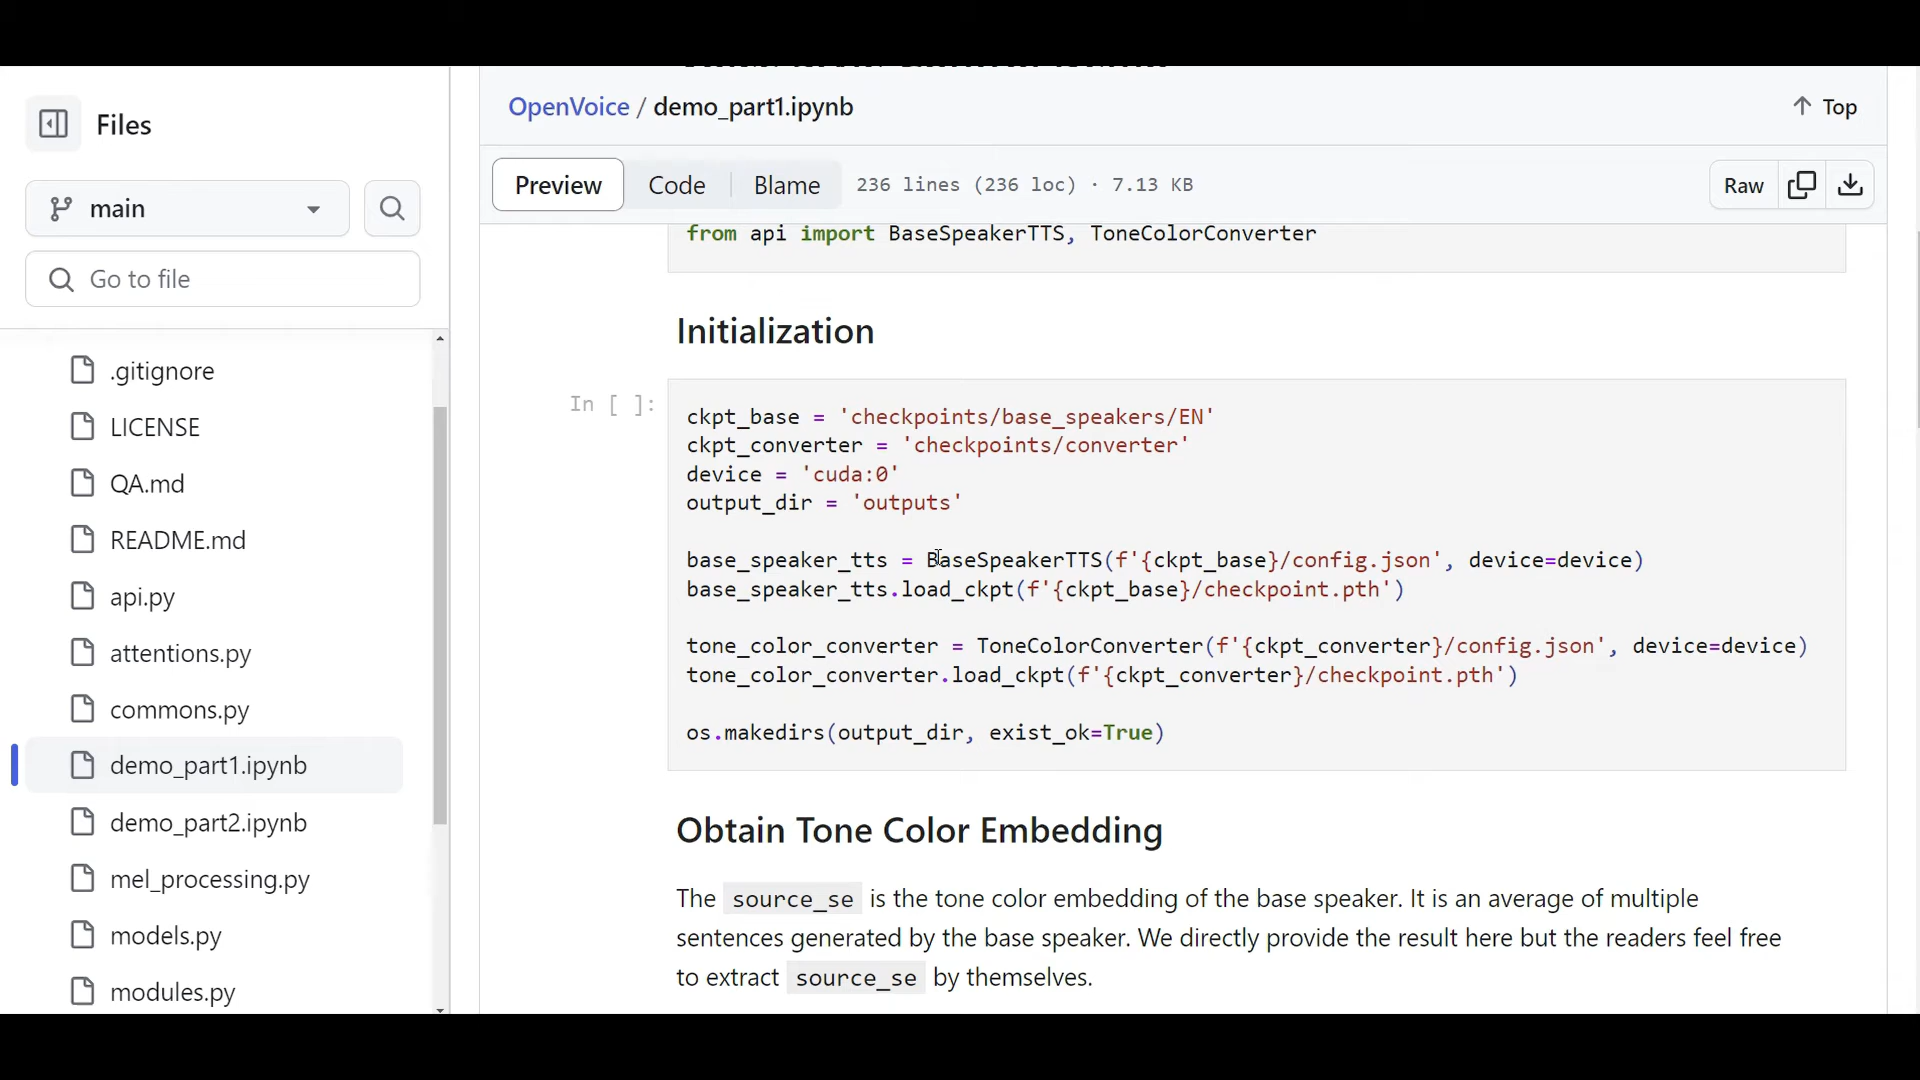 Files
main
Go to file
.gitignore
LICENSE
QA.md
README.md
api.py
attentions.py
commons.py
demo_part1.ipynb
demo_part2.ipynb
mel_processing.py
models.py
modules.py
OpenVoice / demo_part1.ipynb
Top
Preview Code Blame 236 lines (236 loc) · 7.13 KB Raw
from api import BaseSpeakerTTS, ToneColorConverter
Initialization
In [ ]:
ckpt_base = 'checkpoints/base_speakers/EN'
ckpt_converter = 'checkpoints/converter'
device = 'cuda:0'
output_dir = 'outputs'
base_speaker_tts = BaseSpeakerTTS(f'{ckpt_base}/config.json', device=device)
base_speaker_tts.load_ckpt(f'{ckpt_base}/checkpoint.pth')
tone_color_converter = ToneColorConverter(f'{ckpt_converter}/config.json', device=device)
tone_color_converter.load_ckpt(f'{ckpt_converter}/checkpoint.pth')
os.makedirs(output_dir, exist_ok=True)
Obtain Tone Color Embedding
The source_se is the tone color embedding of the base speaker. It is an average of multiple
sentences generated by the base speaker. We directly provide the result here but the readers feel free
to extract source_se by themselves.